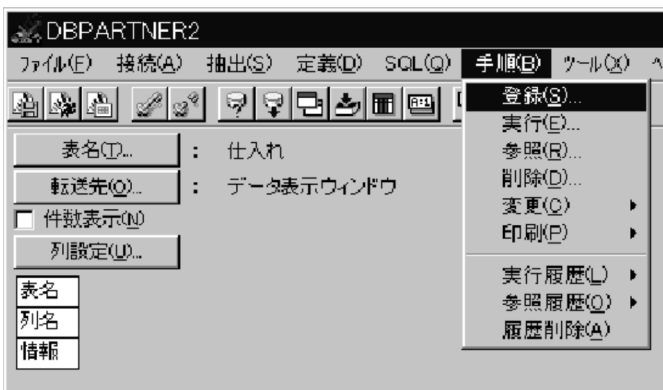 DBPARTNER2
ファイル(F) 接続(A) 抽出(S) 定義(D) SQL(Q) 手順(B) ツール(X)
表名(T)... : 仕入れ
転送先(O)... : データ表示ウィンドウ
件数表示(N)
列設定(U)...
表名
列名
情報
登録(S)...
実行(E)...
参照(R)...
削除(D)...
変更(C)
印刷(P)
実行履歴(L)
参照履歴(O)
履歴削除(A)